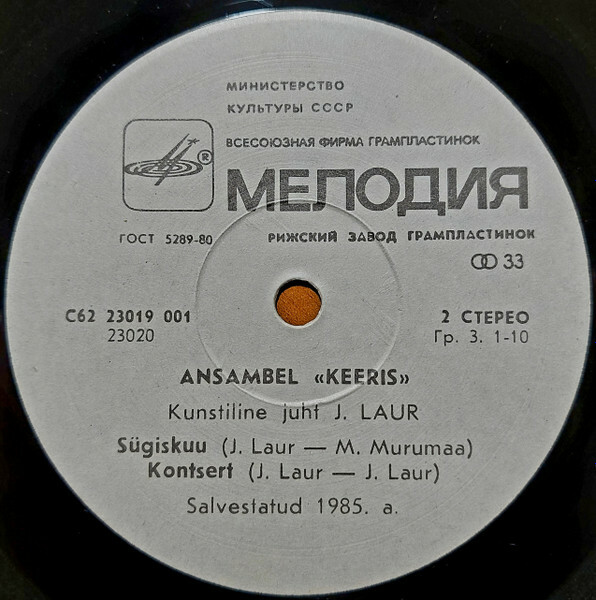 МИНИСТЕРСТВО
КУЛЬТУРЫ СССР
ВСЕСОЮЗНАЯ ФИРМА ГРАМПЛАСТИНОК
®
МЕЛОДИЯ
ГОСТ 5289-80 РИЖСКИЙ ЗАВОД ГРАМПЛАСТИНОК
33
С62 23019 001 2 СТЕРЕО
23020 Гр. 3. 1-10
ANSAMBEL «KEERIS»
Kunstiline juht J. LAUR
Sügiskuu (J. Laur — M. Murumaa)
Kontsert (J. Laur — J. Laur)
Salvestatud 1985. a.